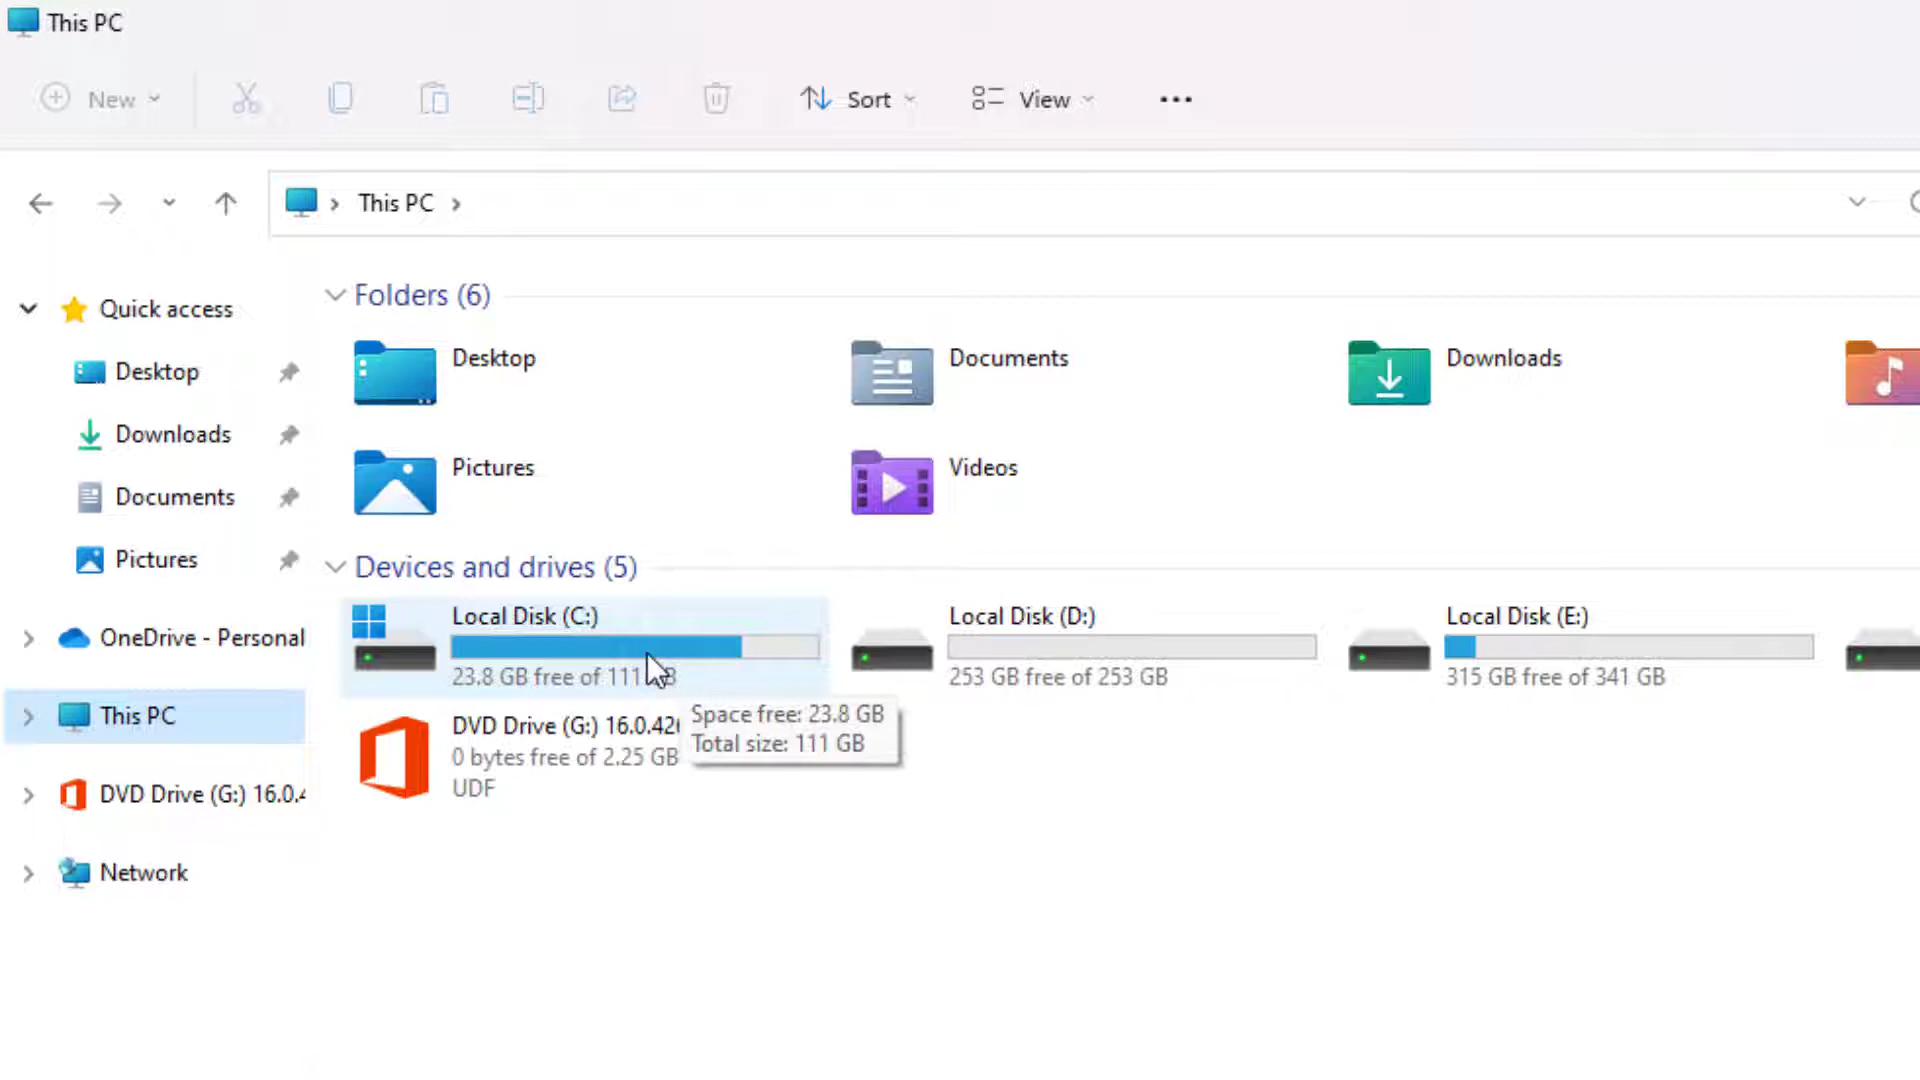 This PC
New
Sort
View
This PC
Quick access
Desktop
Downloads
Documents
Pictures
OneDrive - Personal
This PC
DVD Drive (G:) 16.0.4
Network
Folders (6)
Desktop
Documents
Downloads
Pictures
Videos
Devices and drives (5)
Local Disk (C:)
23.8 GB free of 111
Local Disk (D:)
253 GB free of 253 GB
Local Disk (E:)
315 GB free of 341 GB
DVD Drive (G:) 16.0.42
0 bytes free of 2.25 GB
UDF
Space free: 23.8 GB
Total size: 111 GB